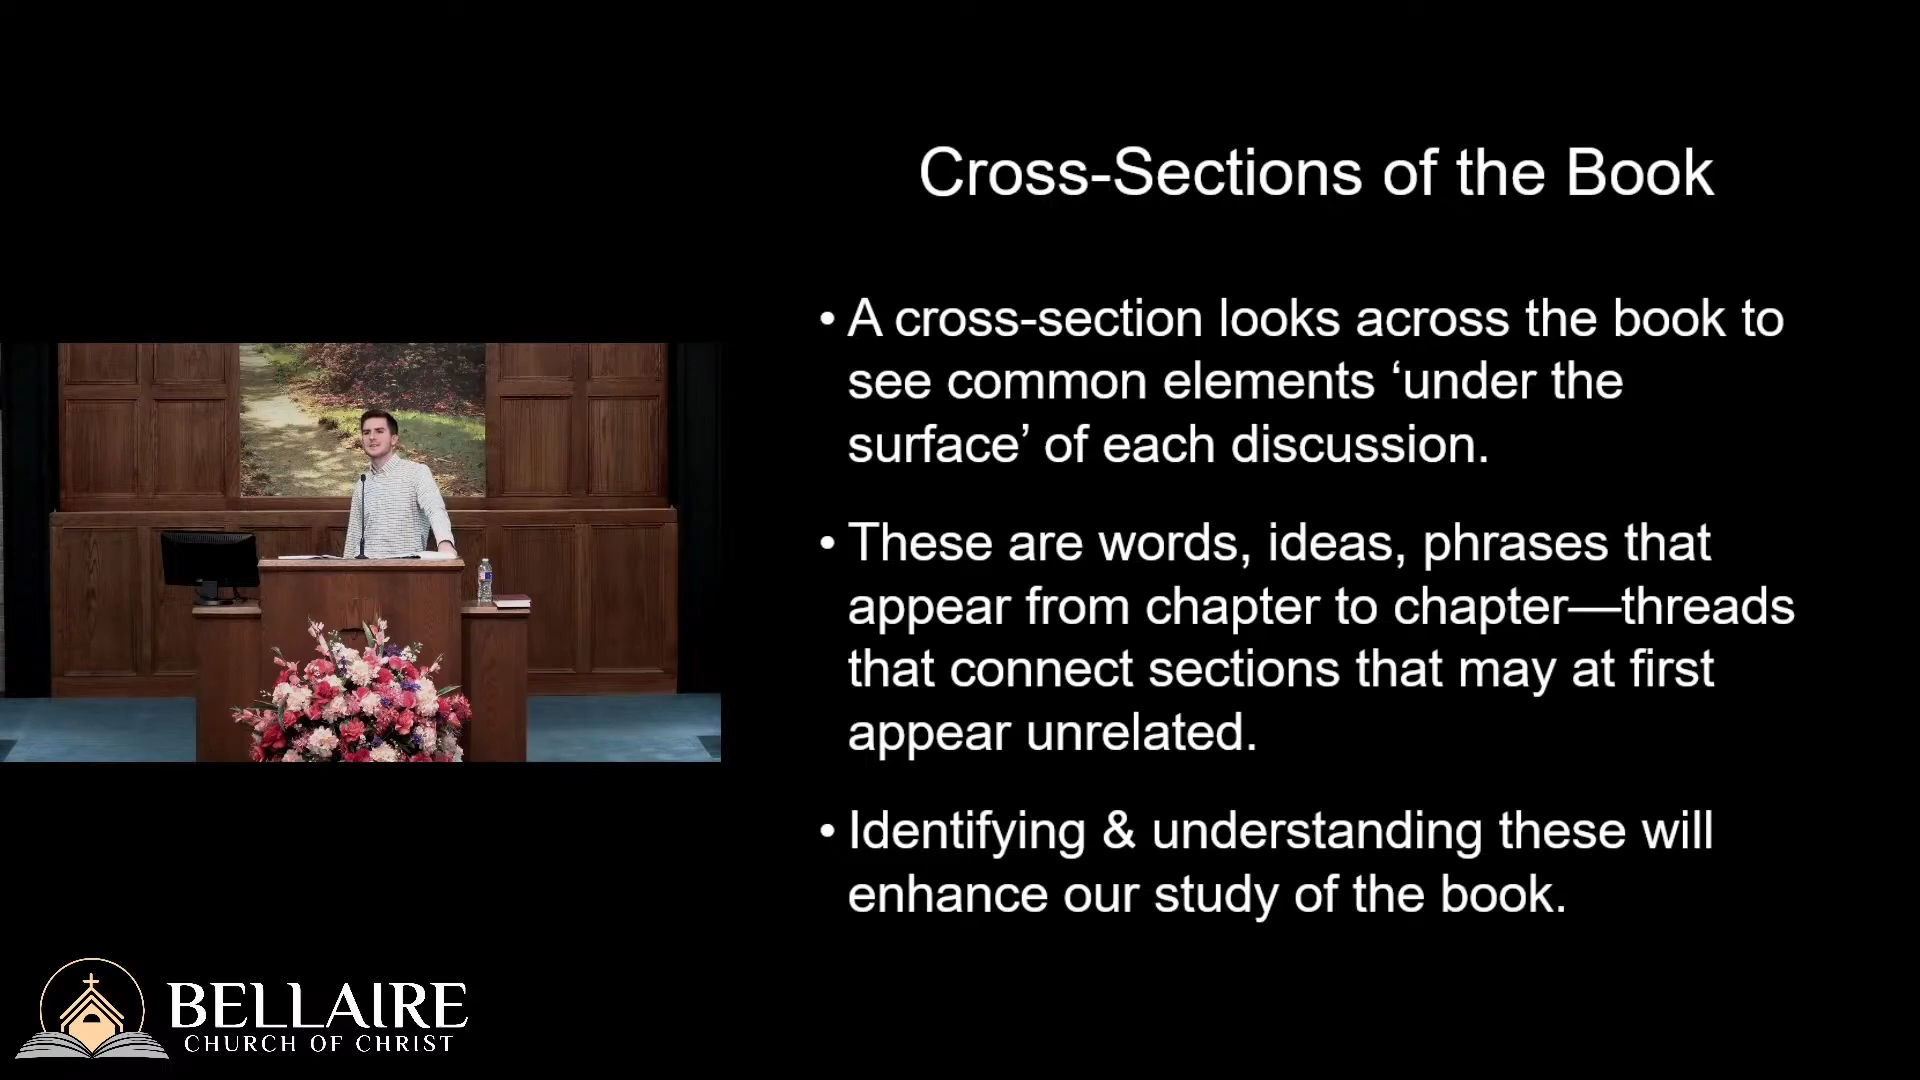 Cross-Sections of the Book
• A cross-section looks across the book to
see common elements ‘under the
surface’ of each discussion.
• These are words, ideas, phrases that
appear from chapter to chapter—threads
that connect sections that may at first
appear unrelated.
• Identifying & understanding these will
enhance our study of the book.
BELLAIRE
CHURCH OF CHRIST